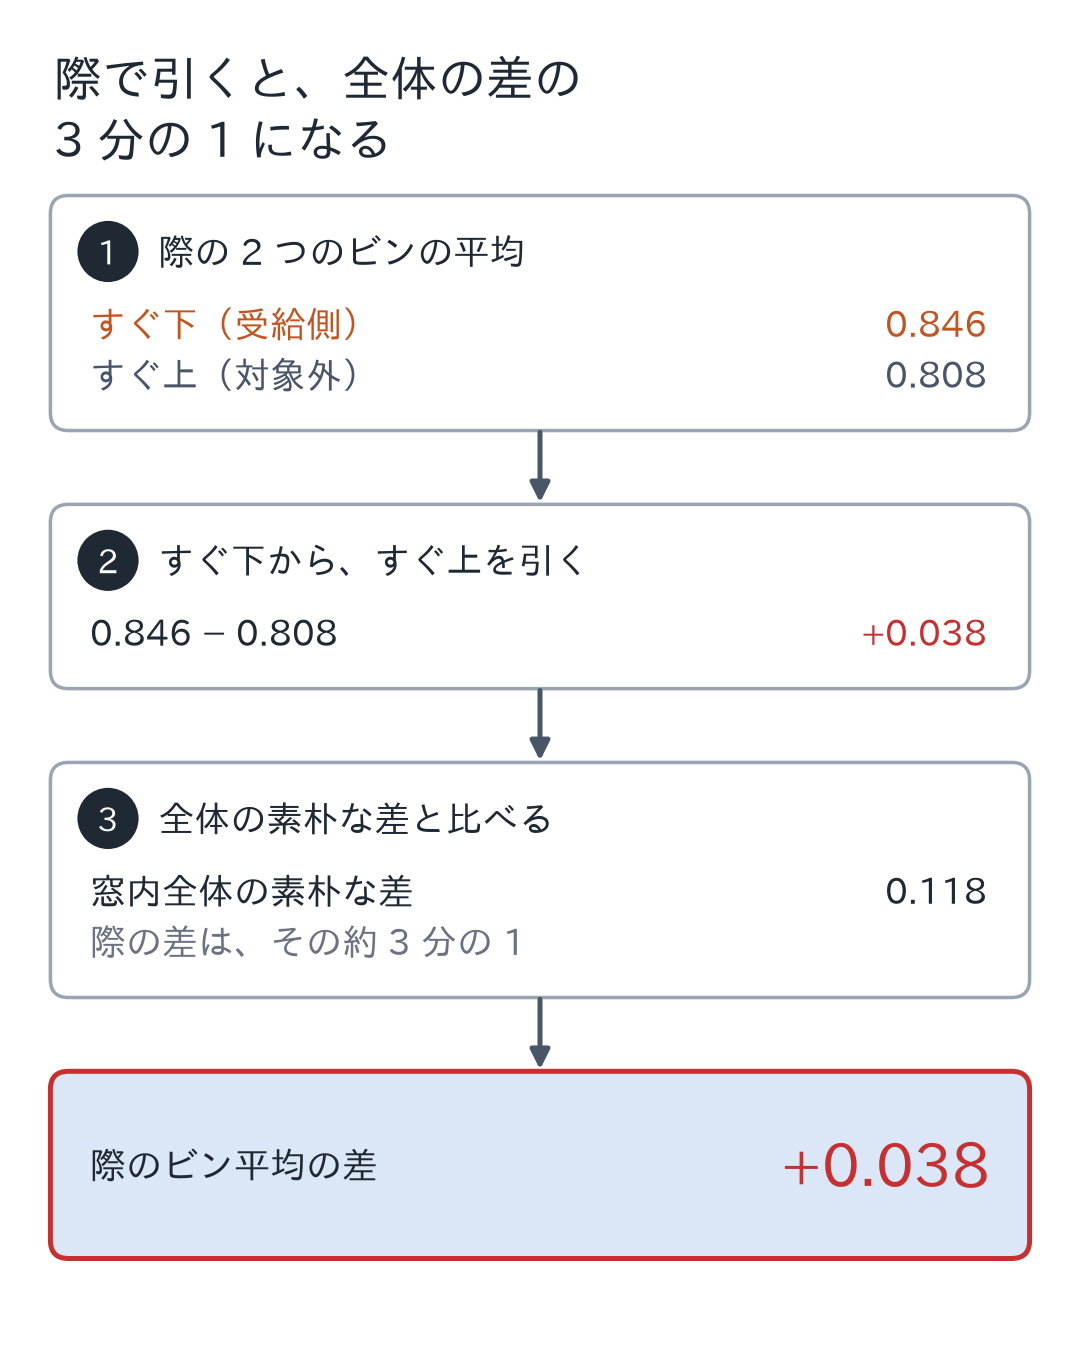 際で引くと、全体の差の
3 分の 1 になる
1 際の 2 つのビンの平均
すぐ下（受給側） 0.846
すぐ上（対象外） 0.808
2 すぐ下から、すぐ上を引く
0.846 − 0.808 +0.038
3 全体の素朴な差と比べる
窓内全体の素朴な差 0.118
際の差は、その約 3 分の 1
際のビン平均の差 +0.038